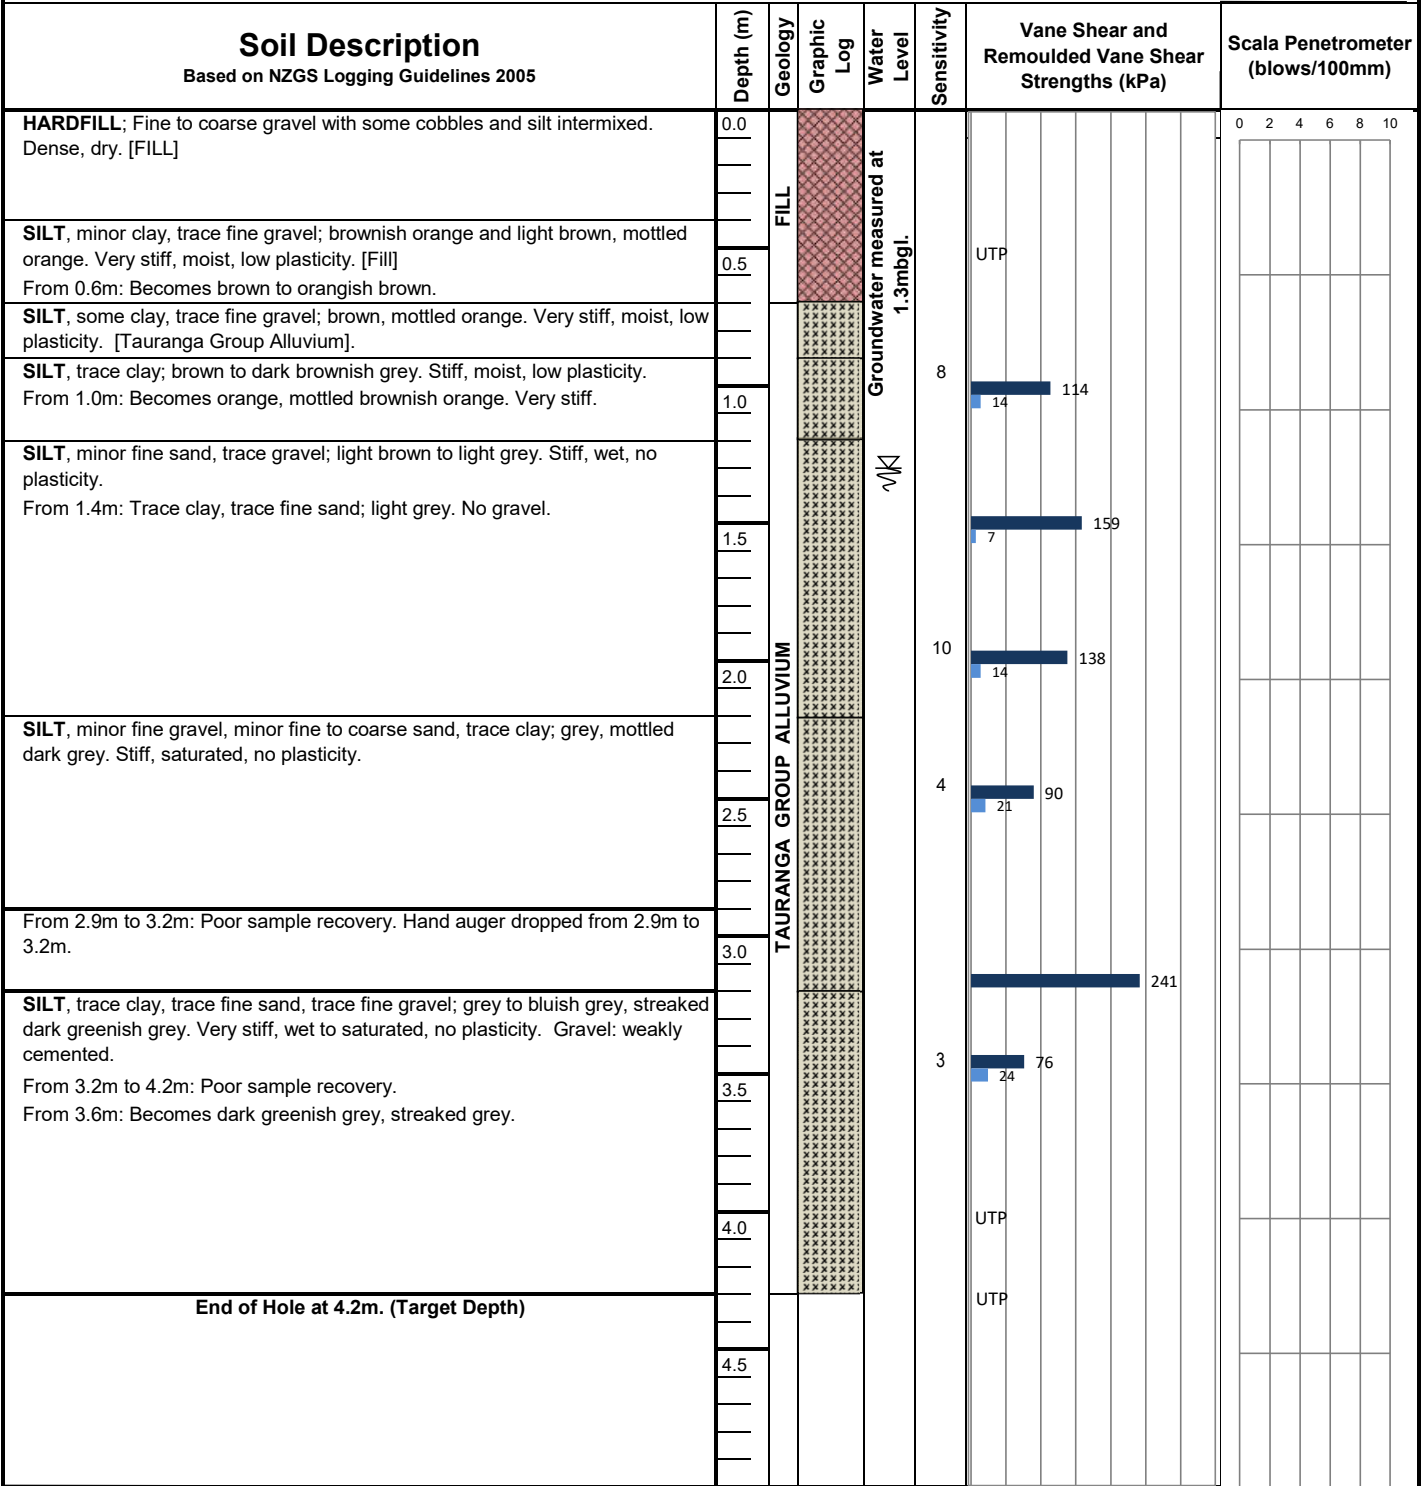 Soil Description
Based on NZGS Logging Guidelines 2005
Depth (m)
Geology
Graphic
Log
Water
Level
Sensitivity
Vane Shear and
Remoulded Vane Shear
Strengths (kPa)
Scala Penetrometer
(blows/100mm)
0 2 4 6 8 10
HARDFILL; Fine to coarse gravel with some cobbles and silt intermixed.
Dense, dry. [FILL]
SILT, minor clay, trace fine gravel; brownish orange and light brown, mottled
orange. Very stiff, moist, low plasticity. [Fill]
From 0.6m: Becomes brown to orangish brown.
SILT, some clay, trace fine gravel; brown, mottled orange. Very stiff, moist, low
plasticity. [Tauranga Group Alluvium].
SILT, trace clay; brown to dark brownish grey. Stiff, moist, low plasticity.
From 1.0m: Becomes orange, mottled brownish orange. Very stiff.
SILT, minor fine sand, trace gravel; light brown to light grey. Stiff, wet, no
plasticity.
From 1.4m: Trace clay, trace fine sand; light grey. No gravel.
SILT, minor fine gravel, minor fine to coarse sand, trace clay; grey, mottled
dark grey. Stiff, saturated, no plasticity.
From 2.9m to 3.2m: Poor sample recovery. Hand auger dropped from 2.9m to
3.2m.
SILT, trace clay, trace fine sand, trace fine gravel; grey to bluish grey, streaked
dark greenish grey. Very stiff, wet to saturated, no plasticity. Gravel: weakly
cemented.
From 3.2m to 4.2m: Poor sample recovery.
From 3.6m: Becomes dark greenish grey, streaked grey.
End of Hole at 4.2m. (Target Depth)
0.0
0.5
1.0
1.5
2.0
2.5
3.0
3.5
4.0
4.5
FILL
TAURANGA GROUP ALLUVIUM
Groundwater measured at
1.3mbgl.
8
10
4
3
UTP
114
14
159
7
138
14
90
21
241
76
24
UTP
UTP